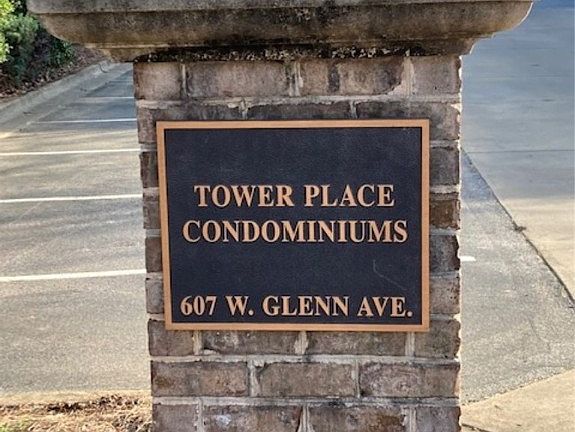 TOWER PLACE
CONDOMINIUMS
607 W. GLENN AVE.